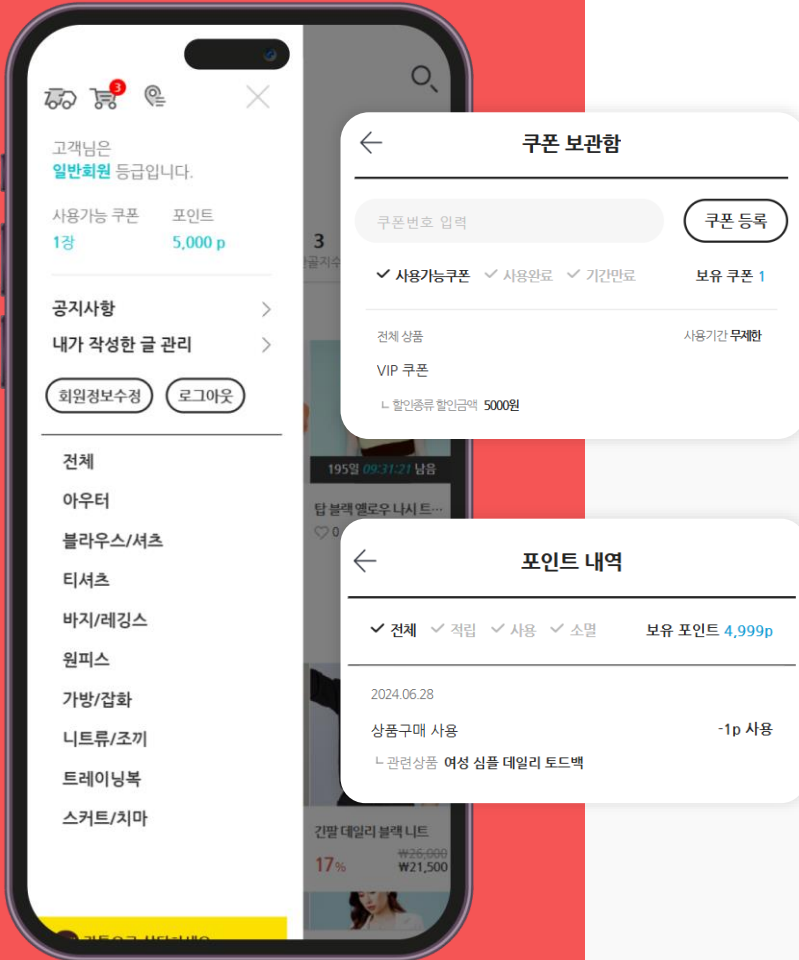 3
고객님은
일반회원 등급입니다.
사용가능 쿠폰 포인트
1장 5,000 p
공지사항
내가 작성한 글 관리
회원정보수정 로그아웃
전체
아우터
블라우스/셔츠
티셔츠
바지/레깅스
원피스
가방/잡화
니트류/조끼
트레이닝복
스커트/치마
3
골지수
195일 09:31:21 남음
탑 블랙 옐로우 나시 트…
0
긴팔 데일리 블랙 니트
17% ₩26,000
₩21,500
쿠폰 보관함
쿠폰번호 입력 쿠폰 등록
사용가능쿠폰 사용완료 기간만료 보유 쿠폰 1
전체 상품 사용기간 무제한
VIP 쿠폰
ㄴ 할인종류 할인금액 5000원
포인트 내역
전체 적립 사용 소멸 보유 포인트 4,999p
2024.06.28
상품구매 사용 -1p 사용
ㄴ 관련상품 여성 심플 데일리 토드백